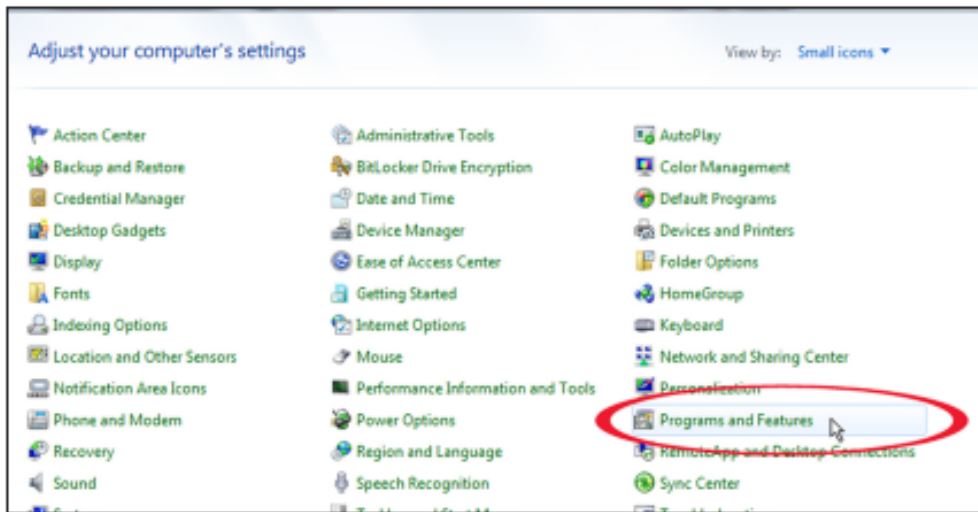 Adjust your computer's settings View by: Small icons
Action Center Administrative Tools AutoPlay
Backup and Restore BitLocker Drive Encryption Color Management
Credential Manager Date and Time Default Programs
Desktop Gadgets Device Manager Devices and Printers
Display Ease of Access Center Folder Options
Fonts Getting Started HomeGroup
Indexing Options Internet Options Keyboard
Location and Other Sensors Mouse Network and Sharing Center
Notification Area Icons Performance Information and Tools Personalization
Phone and Modem Power Options Programs and Features
Recovery Region and Language RemoteApp and Desktop Connections
Sound Speech Recognition Sync Center